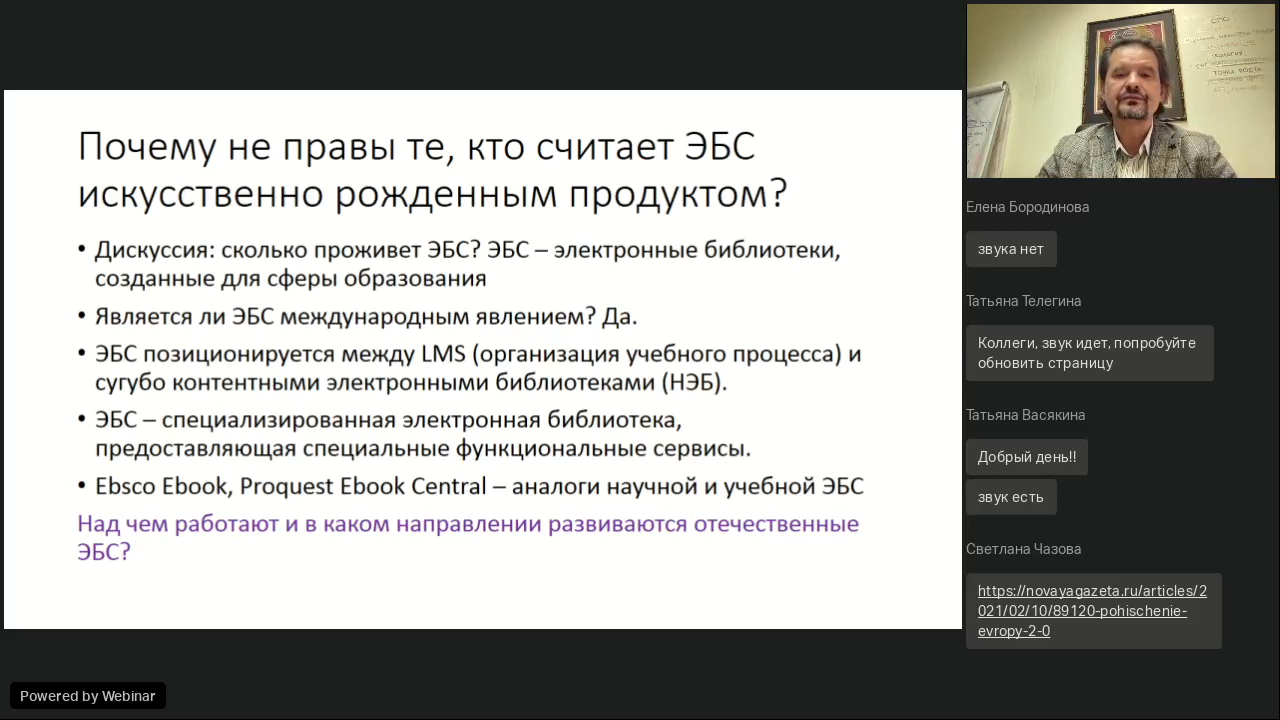 Почему не правы те, кто считает ЭБС
искусственно рожденным продуктом?
• Дискуссия: сколько проживет ЭБС? ЭБС – электронные библиотеки,
созданные для сферы образования
• Является ли ЭБС международным явлением? Да.
• ЭБС позиционируется между LMS (организация учебного процесса) и
сугубо контентными электронными библиотеками (НЭБ).
• ЭБС – специализированная электронная библиотека,
предоставляющая специальные функциональные сервисы.
• Ebsco Ebook, Proquest Ebook Central – аналоги научной и учебной ЭБС
Над чем работают и в каком направлении развиваются отечественные
ЭБС?
Powered by Webinar
СПО
ТОЧКА РОСТА
Елена Бородинова
звука нет
Татьяна Телегина
Коллеги, звук идет, попробуйте
обновить страницу
Татьяна Васякина
Добрый день!!
звук есть
Светлана Чазова
https://novayagazeta.ru/articles/2
021/02/10/89120-pohischenie-
evropy-2-0